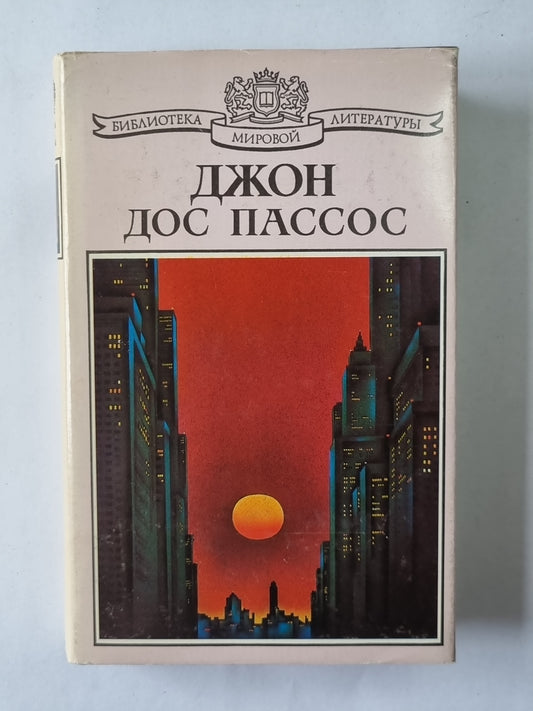 БИБЛИОТЕКА МИРОВОЙ ЛИТЕРАТУРЫ
ДЖОН
ДОС ПАССОС